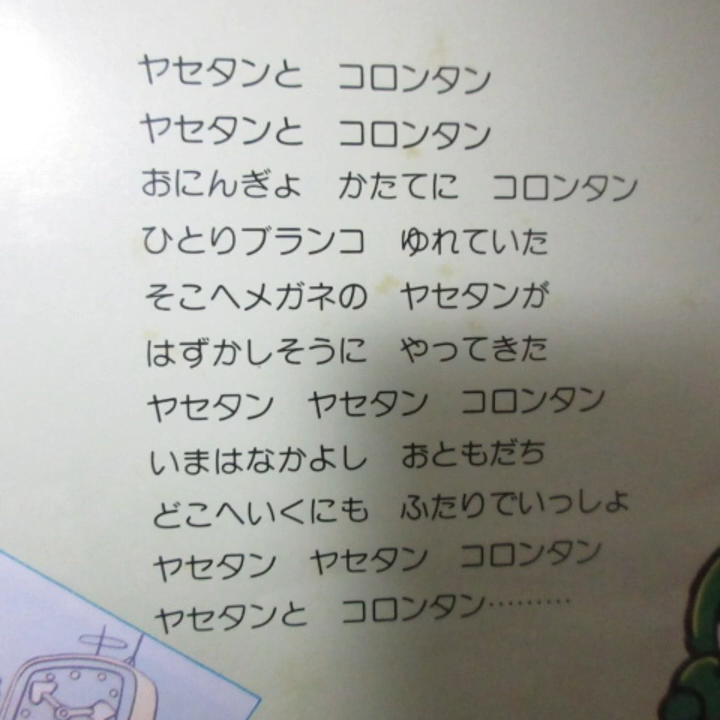 ヤセタンと　コロンタン
ヤセタンと　コロンタン
おにんぎょ　かたてに　コロンタン
ひとりブランコ　ゆれていた
そこへメガネの　ヤセタンが
はずかしそうに　やってきた
ヤセタン　ヤセタン　コロンタン
いまはなかよし　おともだち
どこへいくにも　ふたりでいっしょ
ヤセタン　ヤセタン　コロンタン
ヤセタンと　コロンタン………